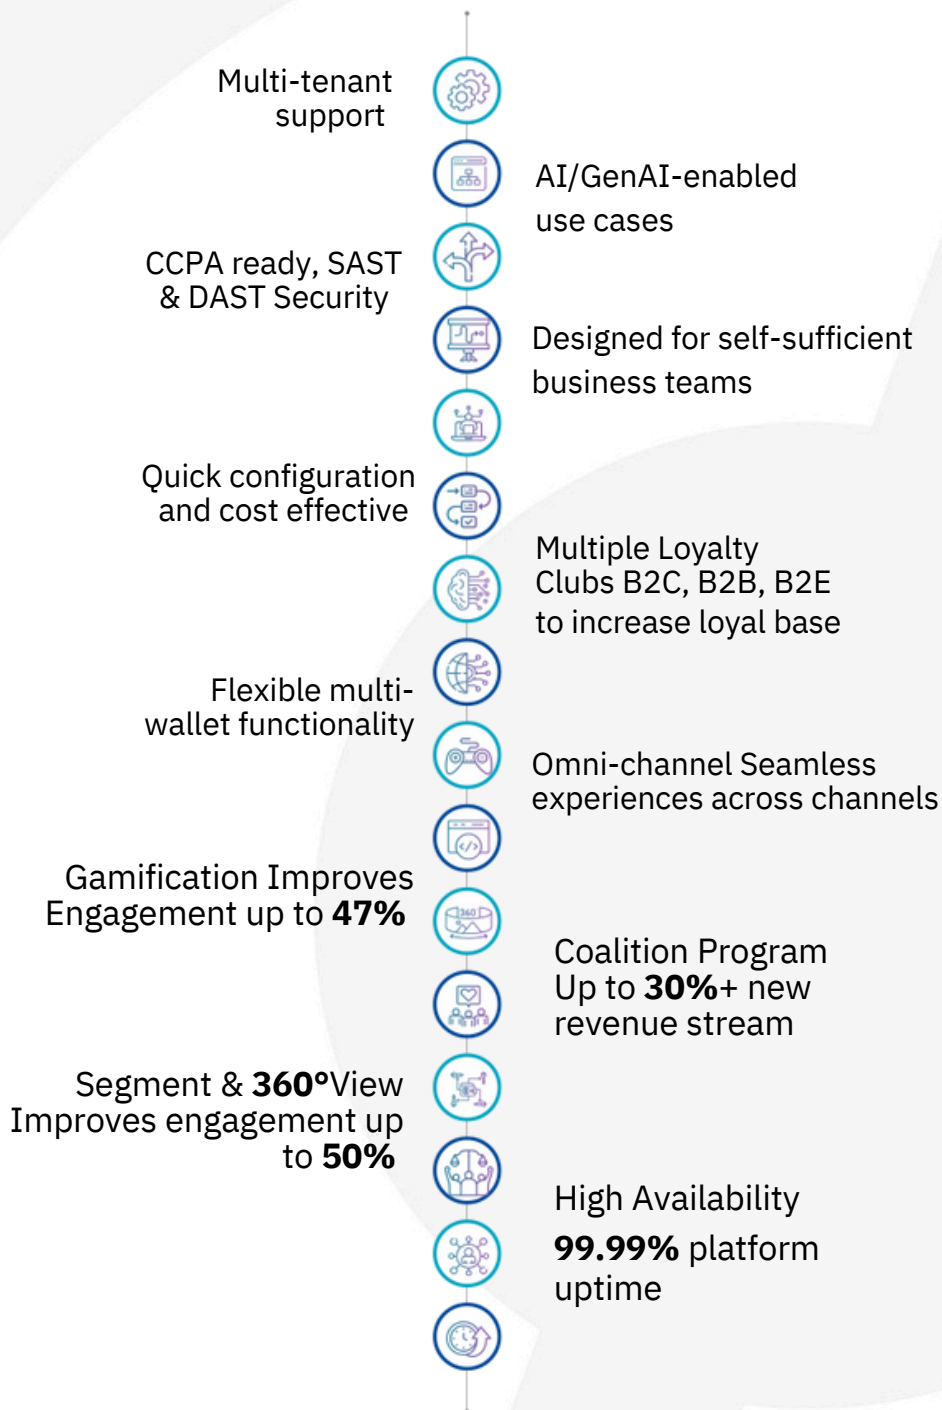 Multi-tenant
support
AI/GenAI-enabled
use cases
CCPA ready, SAST
& DAST Security
Designed for self-sufficient
business teams
Quick configuration
and cost effective
Multiple Loyalty
Clubs B2C, B2B, B2E
to increase loyal base
Flexible multi-
wallet functionality
Omni-channel Seamless
experiences across channels
Gamification Improves
Engagement up to 47%
360
Coalition Program
Up to 30%+ new
revenue stream
Segment & 360°View
Improves engagement up
to 50%
High Availability
99.99% platform
uptime